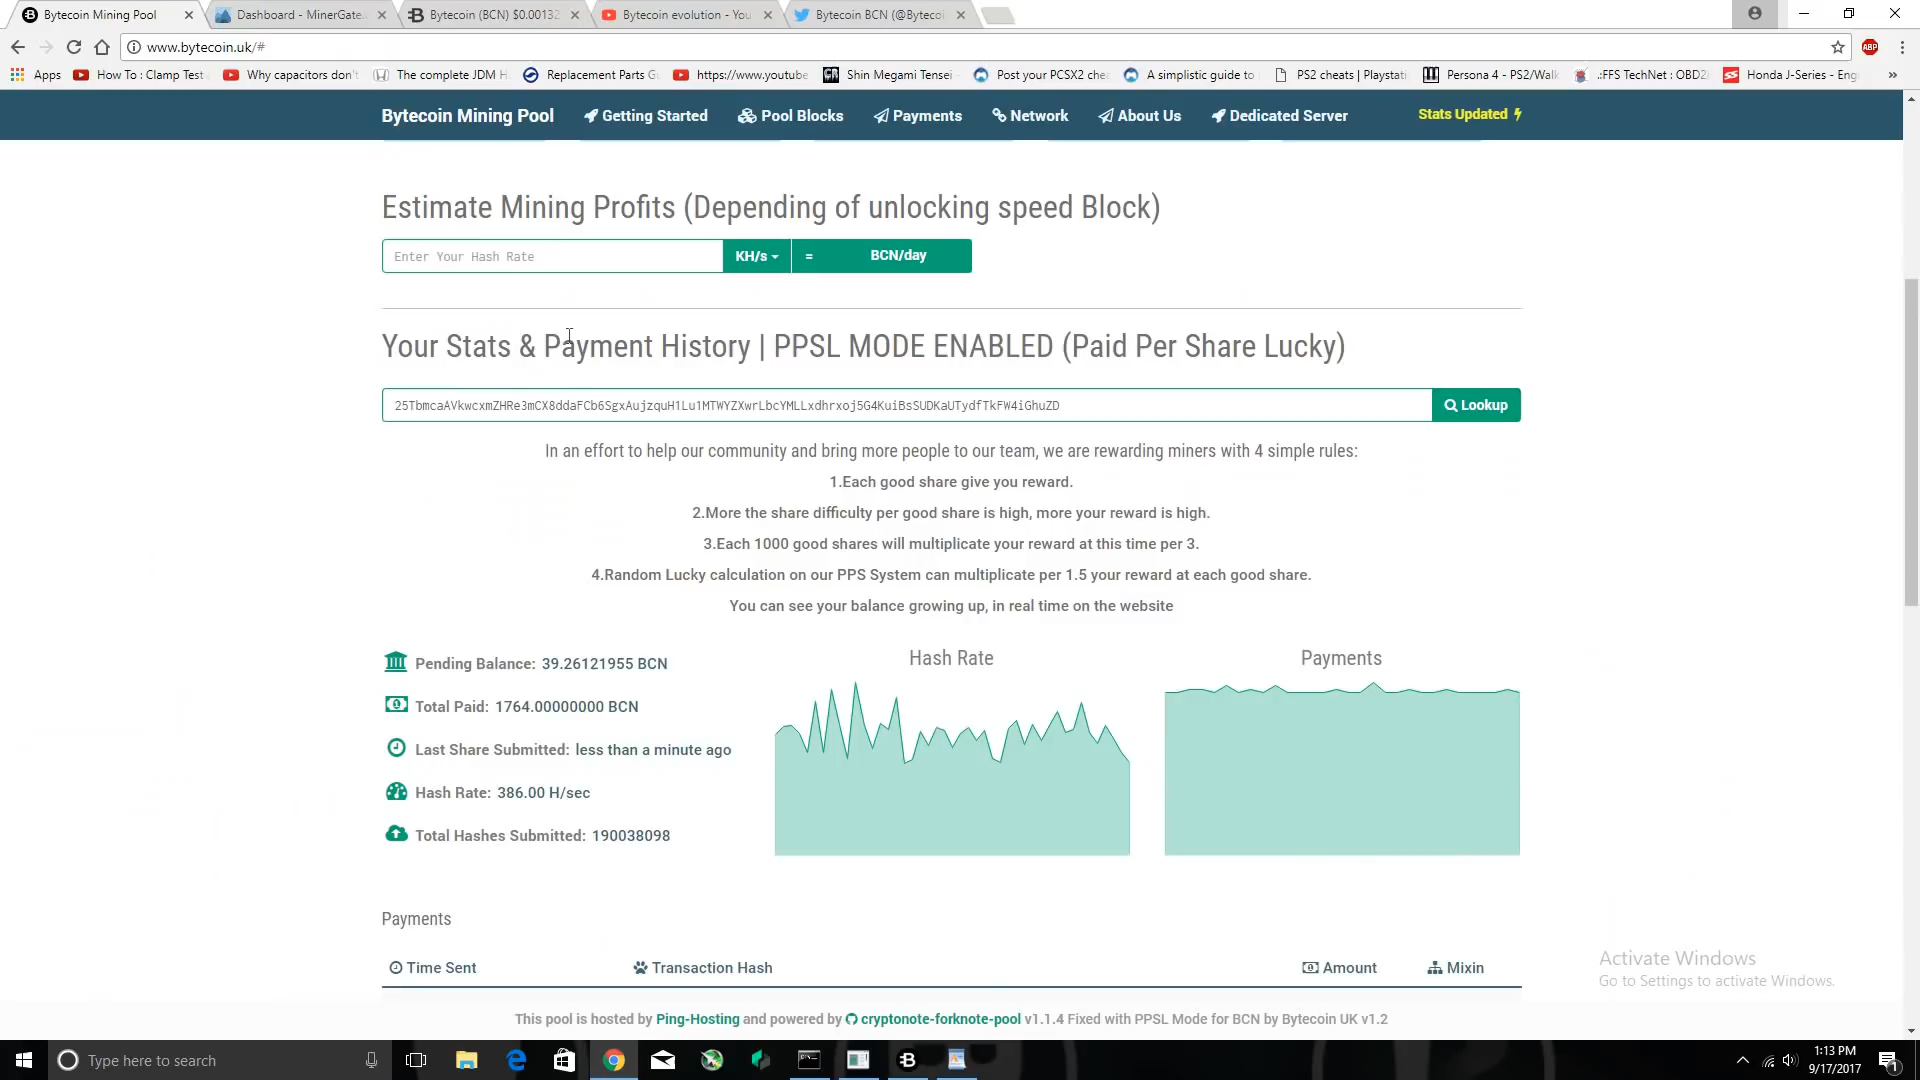 Bytecoin Mining Pool
Dashboard - MinerGate.
Bytecoin (BCN) $0.00132
Bytecoin evolution - You
Bytecoin BCN (@Bytecoi
www.bytecoin.uk/#
ABP
Apps
How To : Clamp Test
Why capacitors don't
The complete JDM H
Replacement Parts G
https://www.youtube
Shin Megami Tensei
Post your PCSX2 chea
A simplistic guide to
PS2 cheats | Playstati
Persona 4 - PS2/Walk
.:FFS TechNet : OBD2
Honda J-Series - Eng
Bytecoin Mining Pool
Getting Started
Pool Blocks
Payments
Network
About Us
Dedicated Server
Stats Updated
Estimate Mining Profits (Depending of unlocking speed Block)
Enter Your Hash Rate
KH/s
=
BCN/day
Your Stats & Payment History | PPSL MODE ENABLED (Paid Per Share Lucky)
25TbmcaAVkwcxmZHRe3mCX8ddaFCb6SgxAujzquH1Lu1MTWYZXwrLbcYMLLxdhrxoj5G4KuiBsSUDKaUTydfTkFW4iGhuZD
Lookup
In an effort to help our community and bring more people to our team, we are rewarding miners with 4 simple rules:
1.Each good share give you reward.
2.More the share difficulty per good share is high, more your reward is high.
3.Each 1000 good shares will multiplicate your reward at this time per 3.
4.Random Lucky calculation on our PPS System can multiplicate per 1.5 your reward at each good share.
You can see your balance growing up, in real time on the website
Pending Balance: 39.26121955 BCN
Total Paid: 1764.00000000 BCN
Last Share Submitted: less than a minute ago
Hash Rate: 386.00 H/sec
Total Hashes Submitted: 190038098
Hash Rate
Payments
Payments
Time Sent
Transaction Hash
Amount
Mixin
Activate Windows
Go to Settings to activate Windows.
This pool is hosted by Ping-Hosting and powered by cryptonote-forknote-pool v1.1.4 Fixed with PPSL Mode for BCN by Bytecoin UK v1.2
Type here to search
1:13 PM
9/17/2017
1